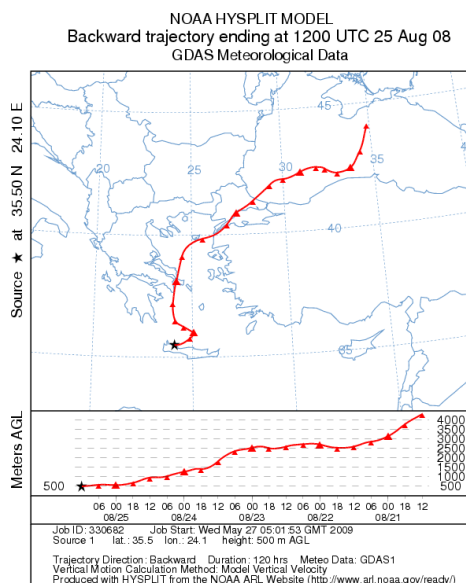 NOAA HYSPLIT MODEL
Backward trajectory ending at 1200 UTC 25 Aug 08
GDAS Meteorological Data
Source ★ at 35.50 N 24.10 E
45
20
25
30
35
40
35
Meters AGL
500
4000
3500
3000
2500
2000
1500
1000
500
06 00 18 12 06 00 18 12 06 00 18 12 06 00 18 12 06 00 18 12
08/25 08/24 08/23 08/22 08/21
Job ID: 330682 Job Start: Wed May 27 05:01:53 GMT 2009
Source 1 lat.: 35.5 lon.: 24.1 height: 500 m AGL
Trajectory Direction: Backward Duration: 120 hrs Meteo Data: GDAS1
Vertical Motion Calculation Method: Model Vertical Velocity
Produced with HYSPLIT from the NOAA ARL Website (http://www.arl.noaa.gov/ready/)